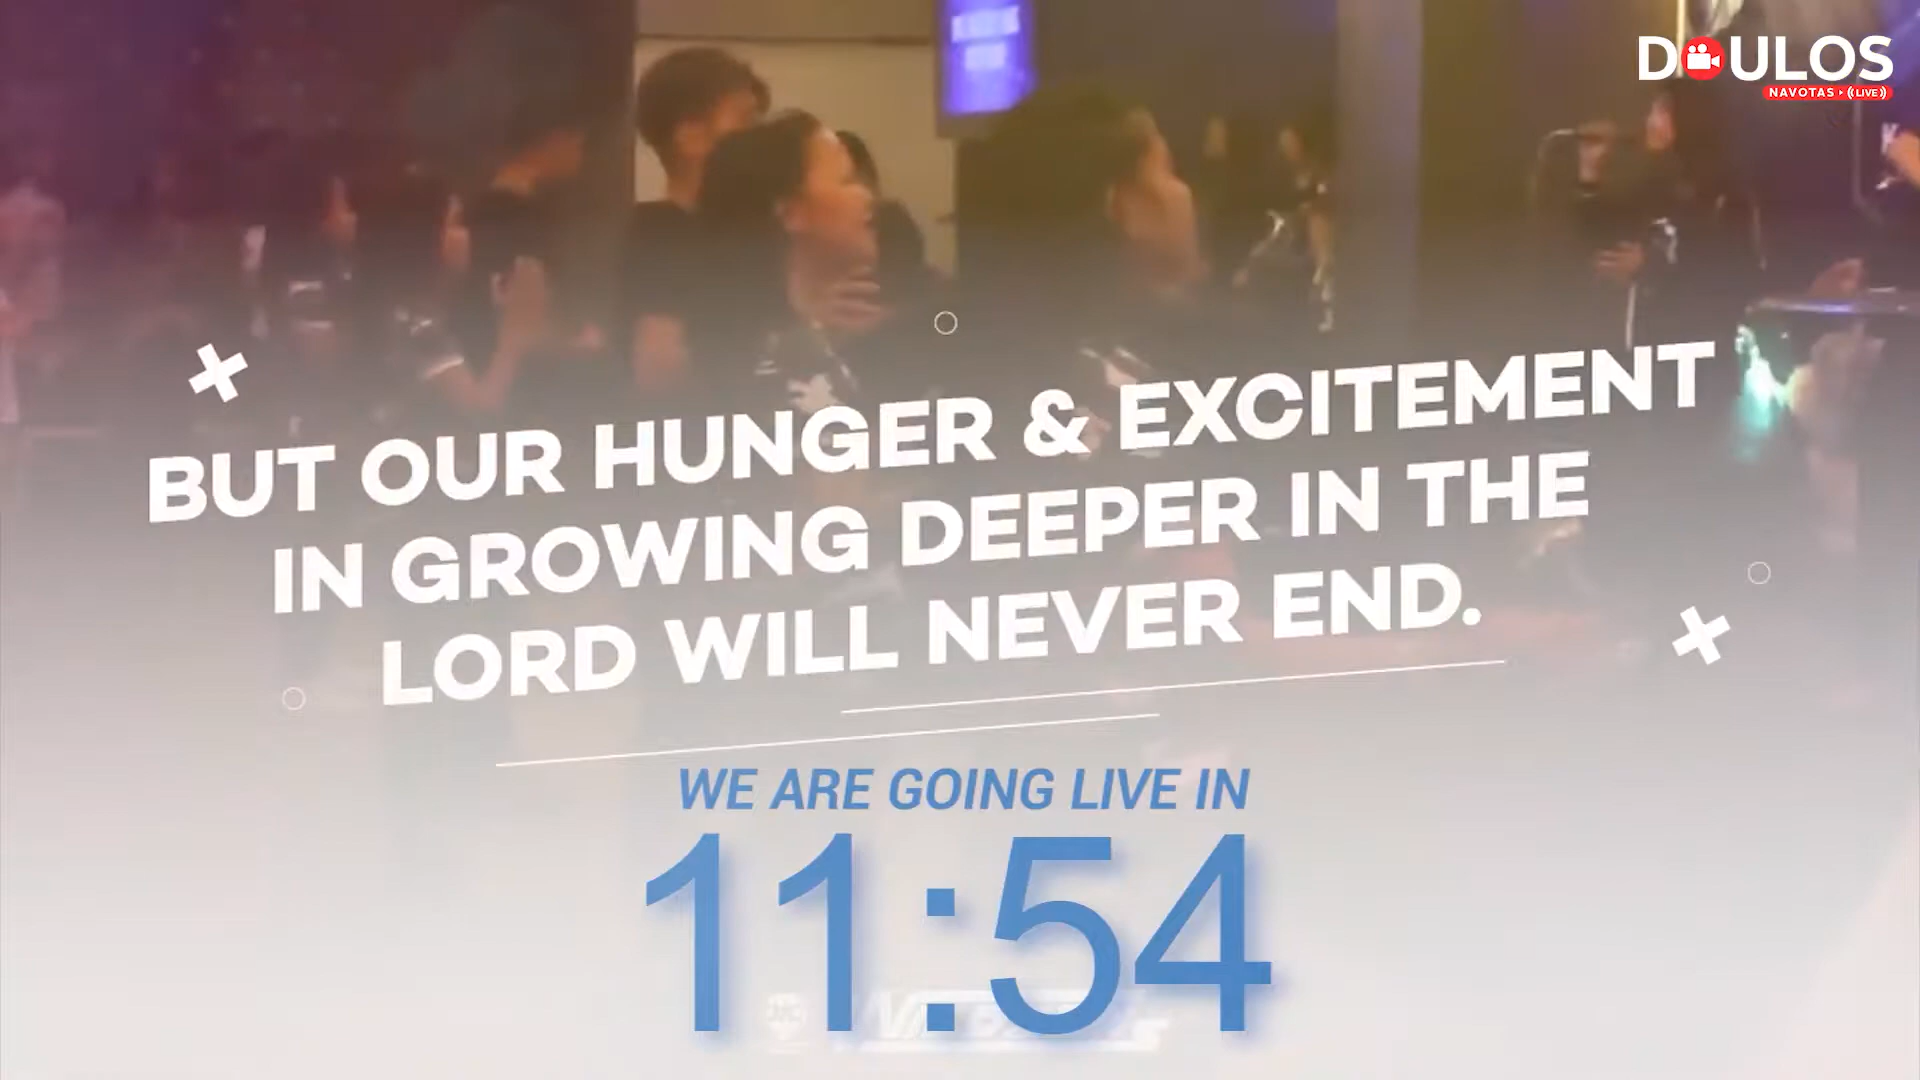 DOULOS
NAVOTAS ((LIVE))
BUT OUR HUNGER & EXCITEMENT
IN GROWING DEEPER IN THE
LORD WILL NEVER END.
WE ARE GOING LIVE IN
11:54